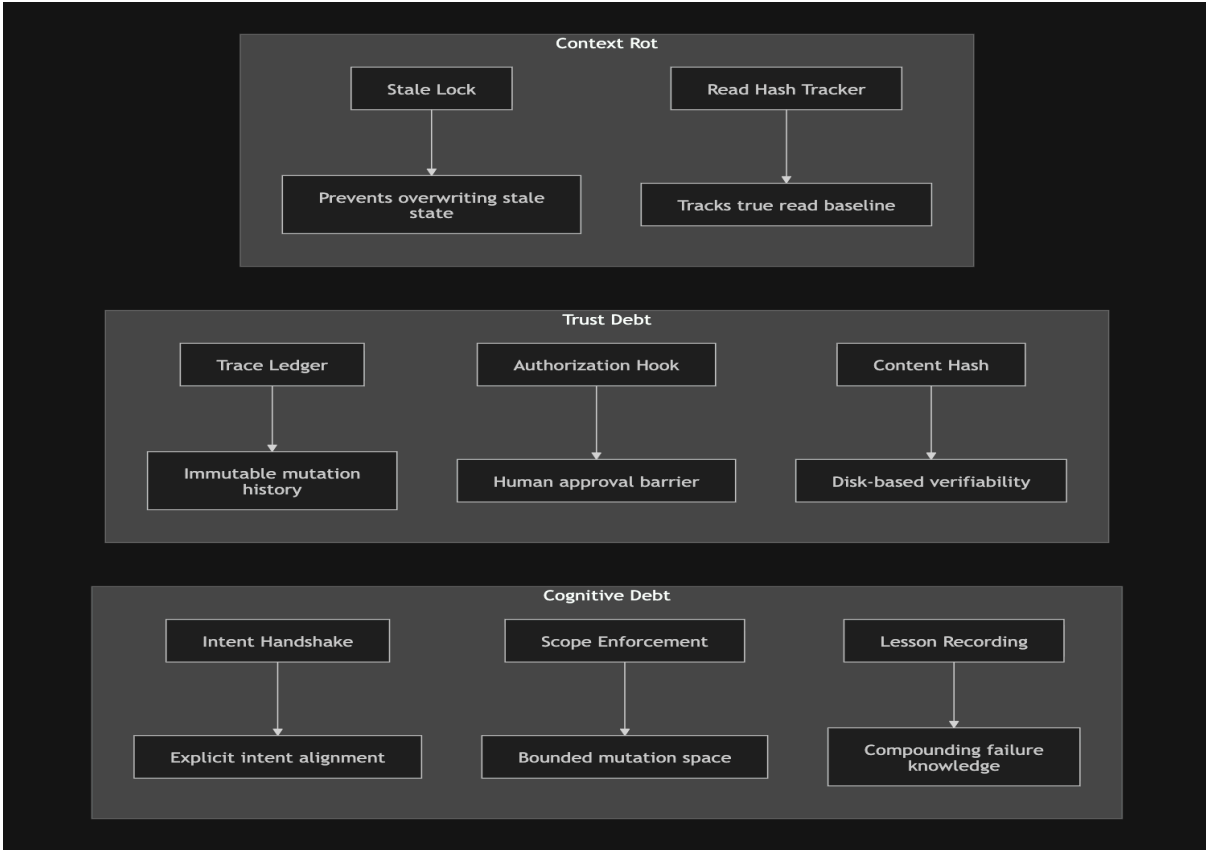 Context Rot
Stale Lock
Read Hash Tracker
Prevents overwriting stale
state
Tracks true read baseline
Trust Debt
Trace Ledger
Authorization Hook
Content Hash
Immutable mutation
history
Human approval barrier
Disk-based verifiability
Cognitive Debt
Intent Handshake
Scope Enforcement
Lesson Recording
Explicit intent alignment
Bounded mutation space
Compounding failure
knowledge